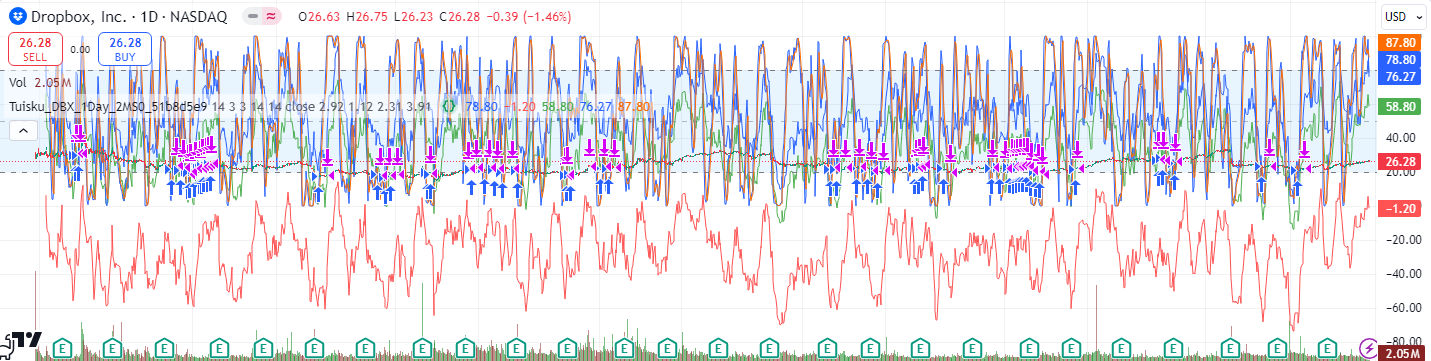 Dropbox, Inc. · 1D · NASDAQ O26.63 H26.75 L26.23 C26.28 −0.39 (−1.46%)
USD
26.28
SELL
0.00
26.28
BUY
Vol 2.05M
Tuisku_DBX_1Day_2MS0_51b8d5e9 14 3 3 14 14 close 2.92 1.12 2.31 3.91 78.80 −1.20 58.80 76.27 87.80
87.80
78.80
76.27
58.80
40.00
26.28
20.00
−1.20
−20.00
−40.00
−60.00
−80.00
2.05M
E E E E E E E E E E E E E E E E E E E E E E E E E E